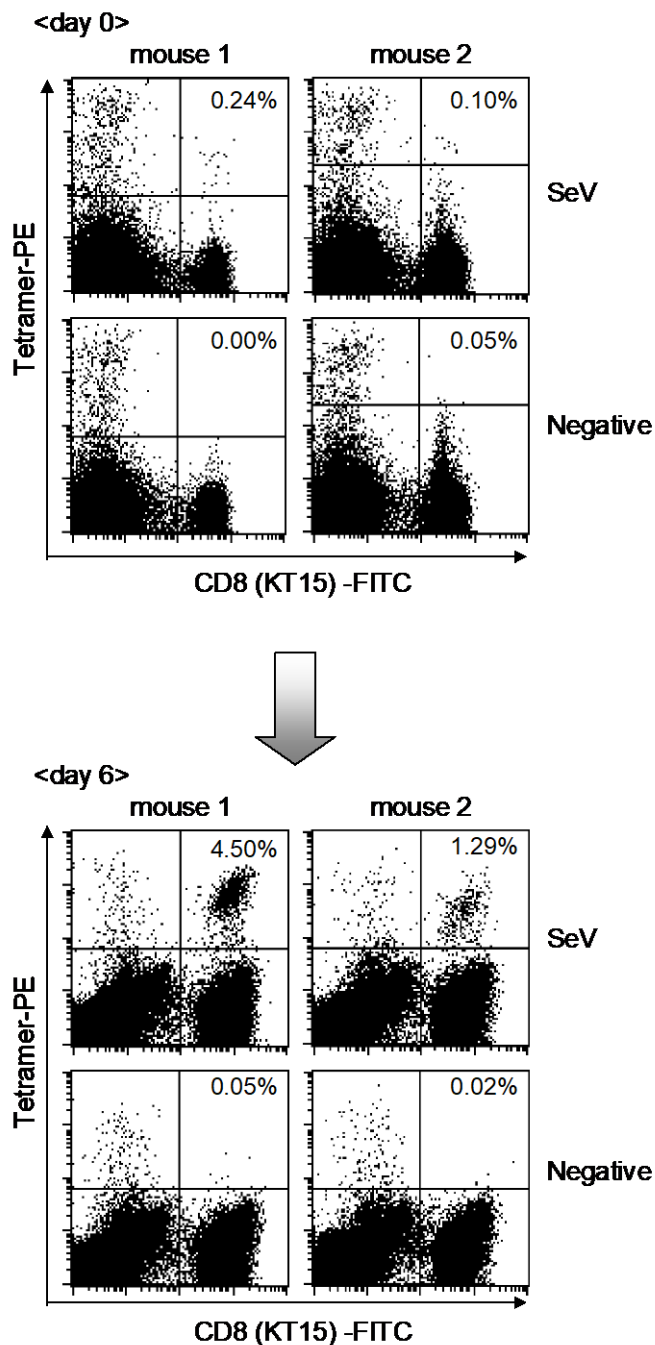 <day 0>
mouse 1 mouse 2
0.24% 0.10%
SeV
0.00% 0.05%
Negative
Tetramer-PE
CD8 (KT15) -FITC
<day 6>
mouse 1 mouse 2
4.50% 1.29%
SeV
0.05% 0.02%
Negative
Tetramer-PE
CD8 (KT15) -FITC